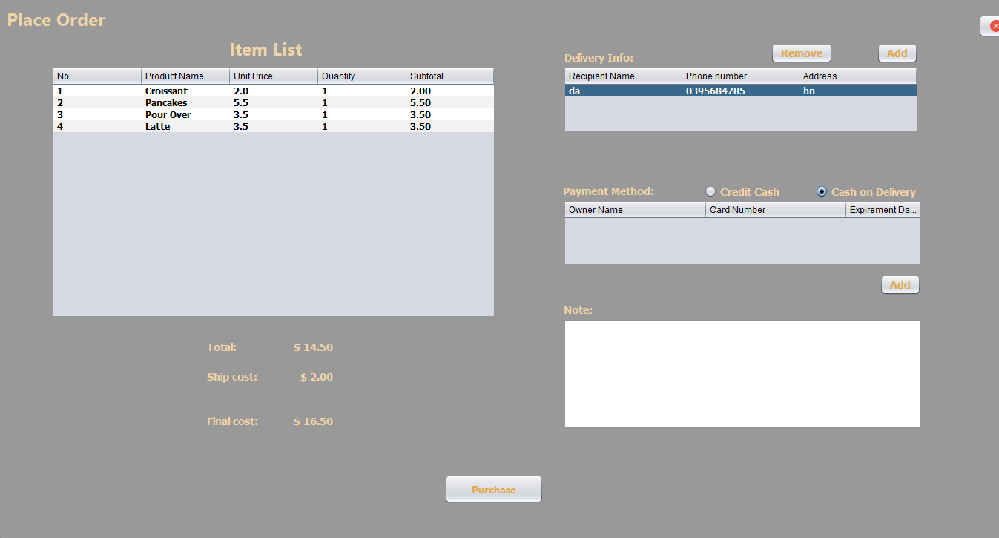 Place Order
Item List
No. Product Name Unit Price Quantity Subtotal
1 Croissant 2.0 1 2.00
2 Pancakes 5.5 1 5.50
3 Pour Over 3.5 1 3.50
4 Latte 3.5 1 3.50
Total: $ 14.50
Ship cost: $ 2.00
Final cost: $ 16.50
Delivery Info: Remove Add
Recipient Name Phone number Address
da 0395684785 hn
Payment Method: Credit Cash Cash on Delivery
Owner Name Card Number Expirement Da...
Add
Note:
Purchase